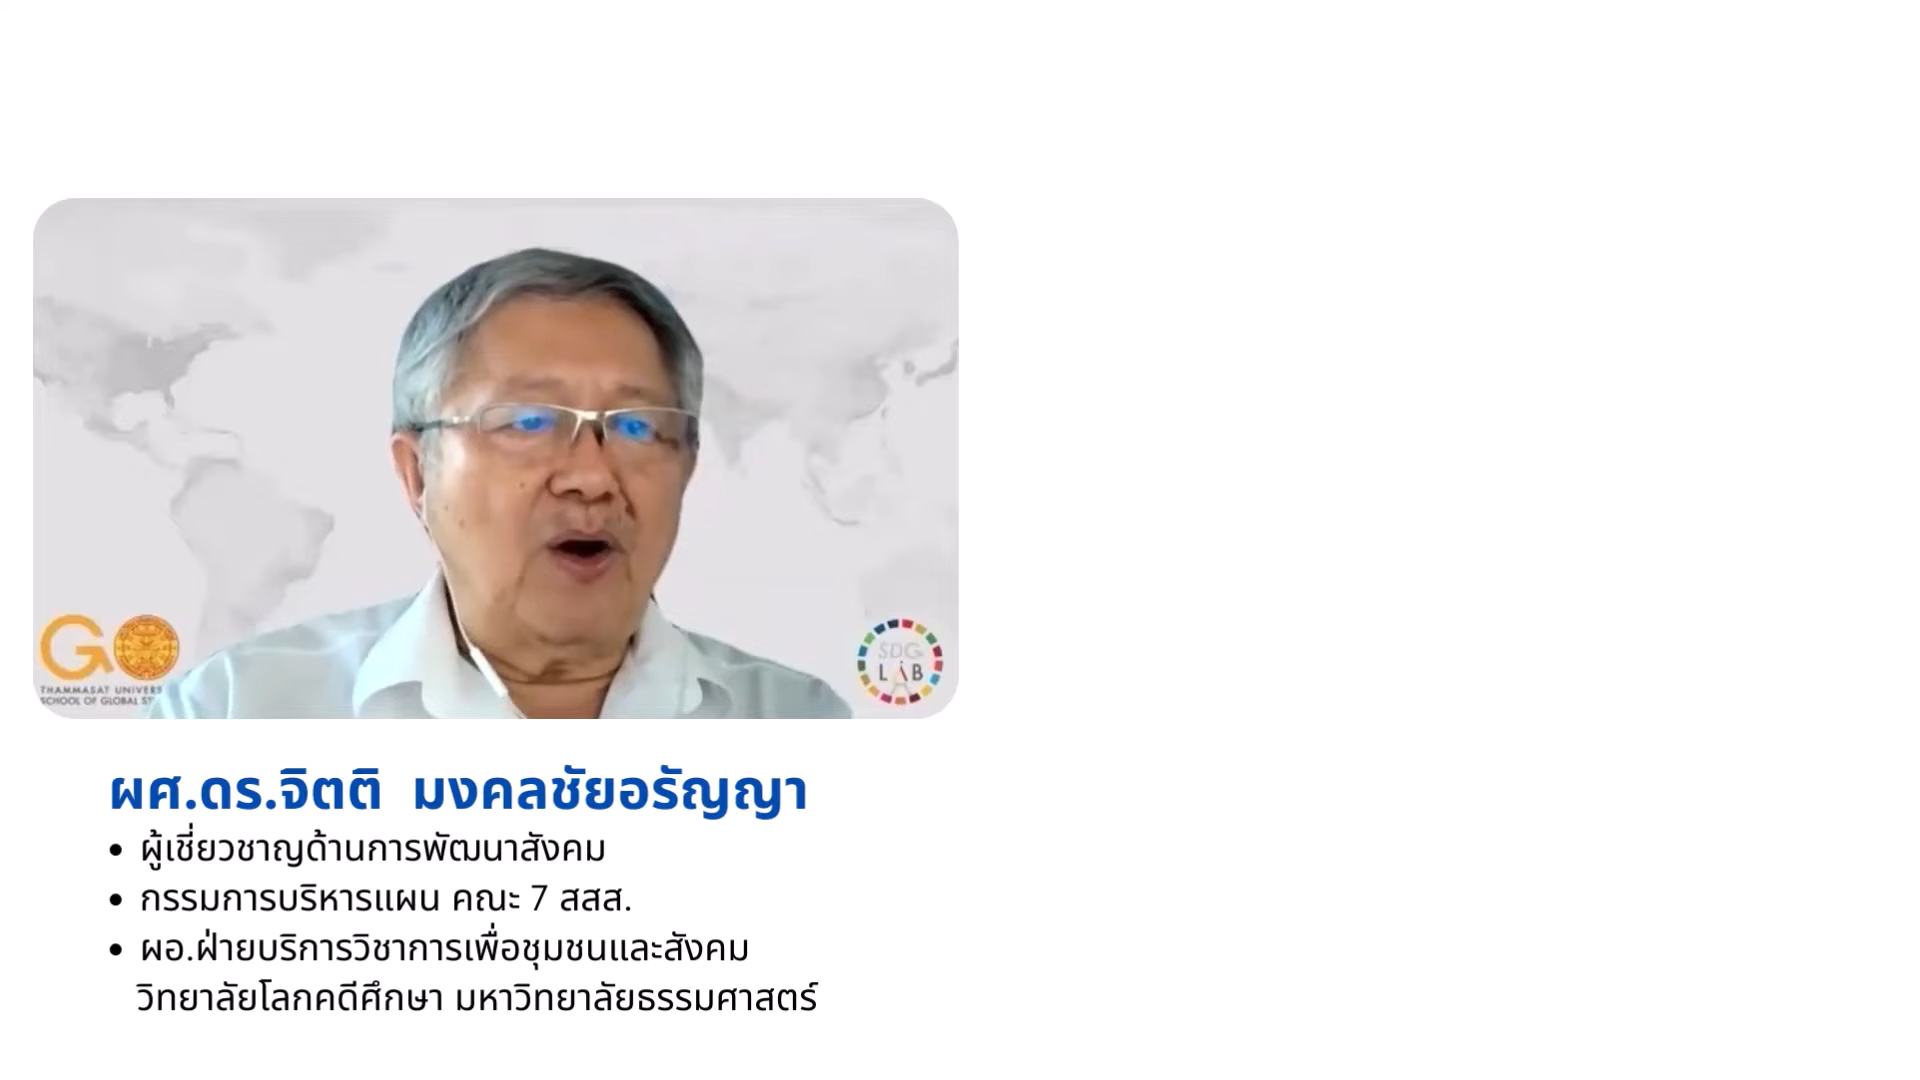 THAMMASAT UNIVERS
SCHOOL OF GLOBAL ST
SDG
LAB
ผศ.ดร.จิตติ มงคลชัยอรัญญา
• ผู้เชี่ยวชาญด้านการพัฒนาสังคม
• กรรมการบริหารแผน คณะ 7 สสส.
• ผอ.ฝ่ายบริการวิชาการเพื่อชุมชนและสังคม
วิทยาลัยโลกคดีศึกษา มหาวิทยาลัยธรรมศาสตร์